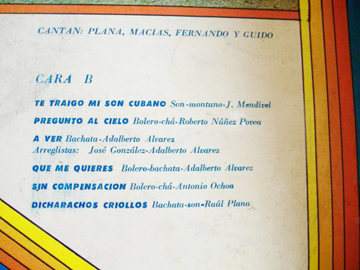 CANTAN: PLANA, MACIAS, FERNANDO Y GUIDO
CARA B
TE TRAIGO MI SON CUBANO Son-montuno-J. Mendivel
PREGUNTO AL CIELO Bolero-chá-Roberto Núñez Povea
A VER Bachata-Adalberto Alvarez
Arreglistas: José González-Adalberto Alvarez
QUE ME QUIERES Bolero-bachata-Adalberto Alvarez
SIN COMPENSACION Bolero-chá-Antonio Ochoa
DICHARACHOS CRIOLLOS Bachata-son-Raúl Plana